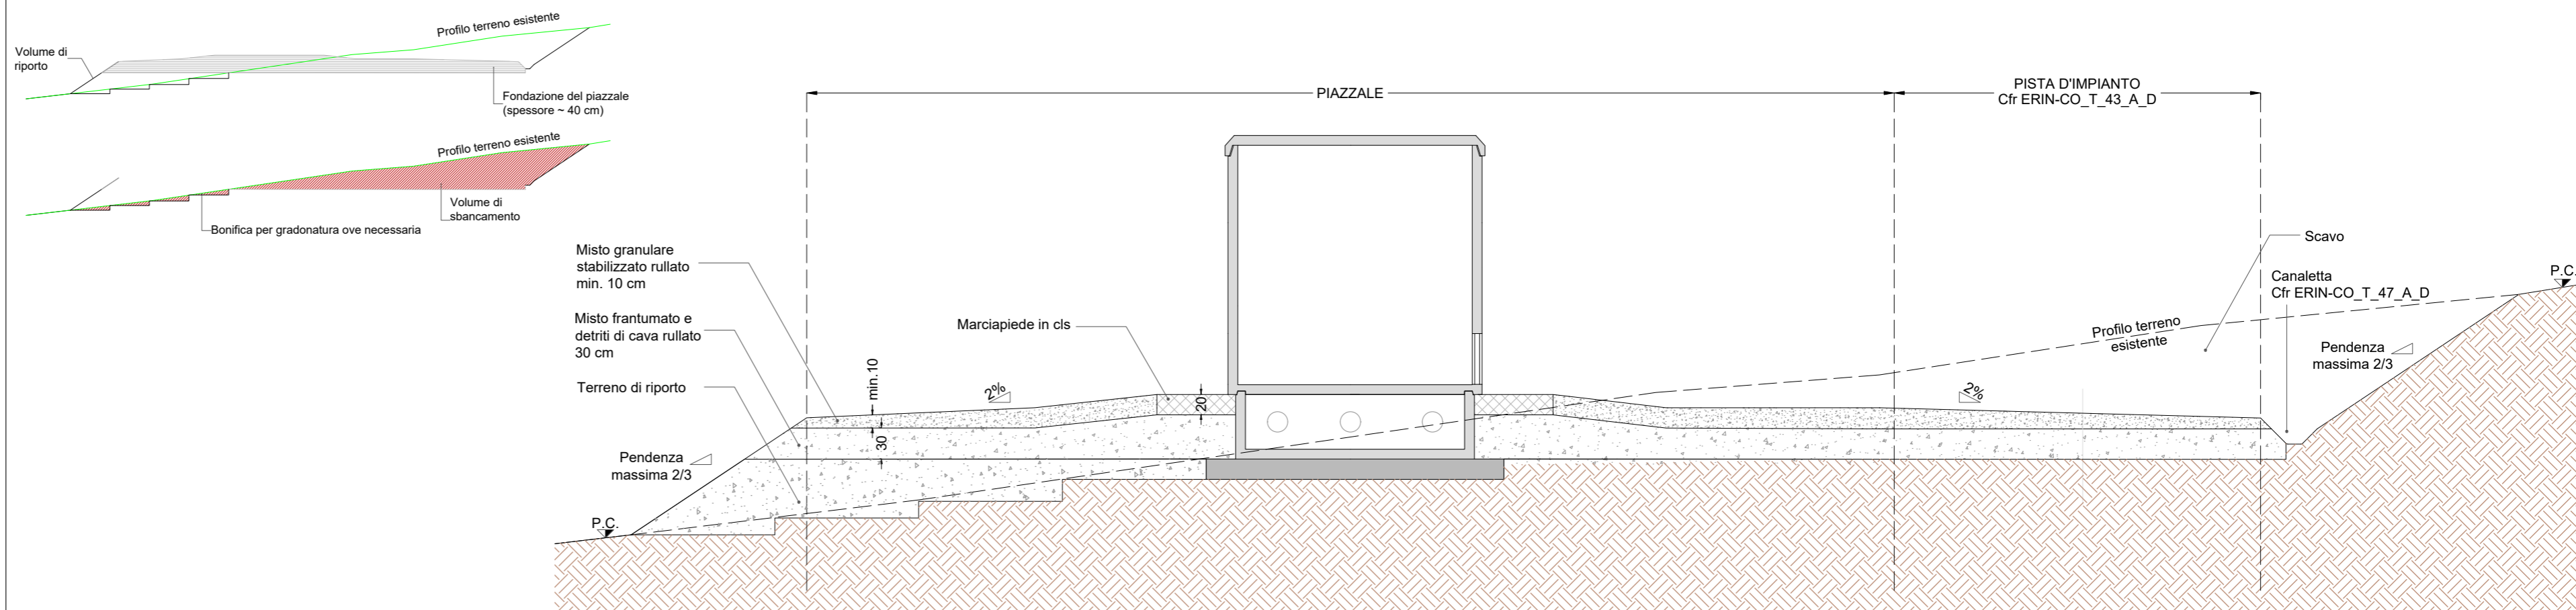 Profilo terreno esistente
Volume di
riporto
Fondazione del piazzale
(spessore ~ 40 cm)
Profilo terreno esistente
Volume di
sbancamento
Bonifica per gradonatura ove necessaria
PIAZZALE
PISTA D'IMPIANTO
Cfr ERIN-CO_T_43_A_D
Misto granulare
stabilizzato rullato
min. 10 cm
Misto frantumato e
detriti di cava rullato
30 cm
Terreno di riporto
Marciapiede in cls
Scavo
Canaletta
Cfr ERIN-CO_T_47_A_D
P.C.
Profilo terreno
esistente
Pendenza
massima 2/3
min.10
30
2%
20
2%
Pendenza
massima 2/3
P.C.